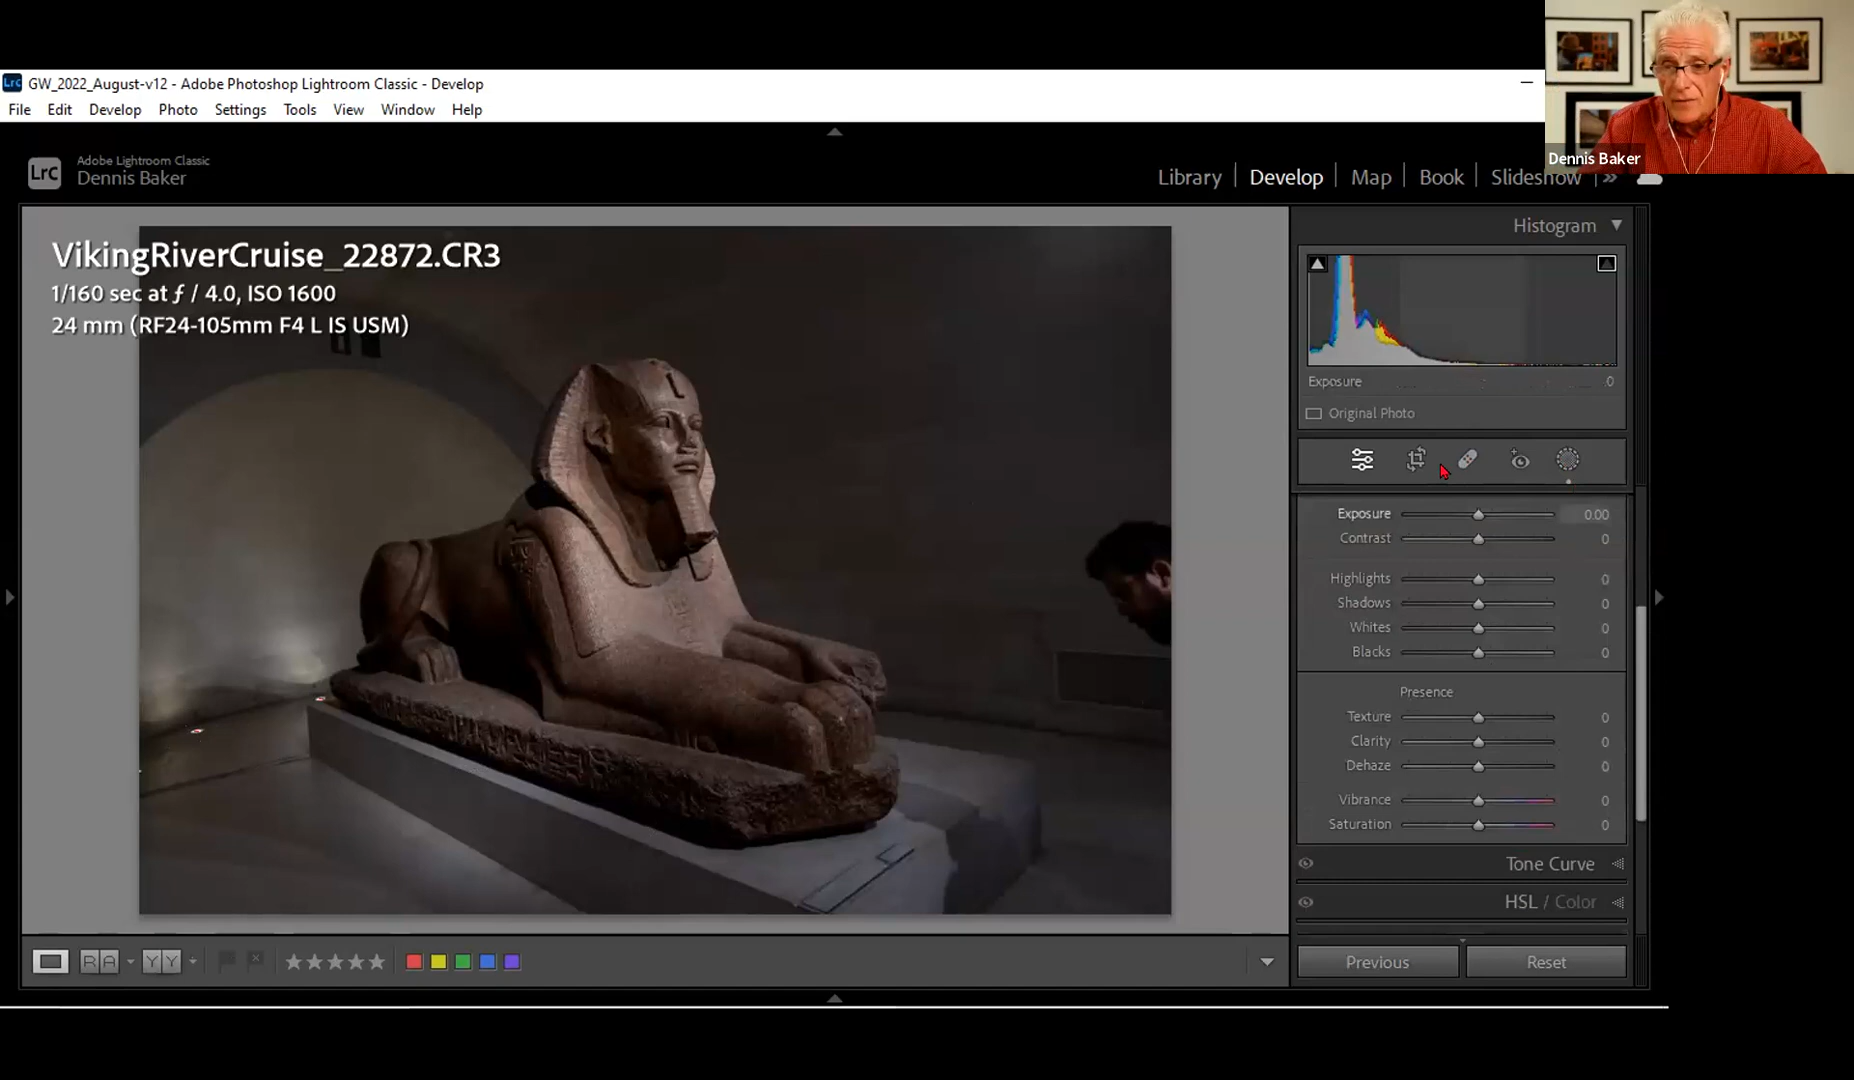 GW_2022_August-v12 - Adobe Photoshop Lightroom Classic - Develop
File Edit Develop Photo Settings Tools View Window Help
Dennis Baker
Lrc
Adobe Lightroom Classic
Dennis Baker
Library Develop Map Book Slideshow »
Histogram
VikingRiverCruise_22872.CR3
1/160 sec at ƒ / 4.0, ISO 1600
24 mm (RF24-105mm F4 L IS USM)
Exposure 0
Original Photo
Exposure 0.00
Contrast 0
Highlights 0
Shadows 0
Whites 0
Blacks 0
Presence
Texture 0
Clarity 0
Dehaze 0
Vibrance 0
Saturation 0
Tone Curve
HSL / Color
R A Y Y
Previous Reset